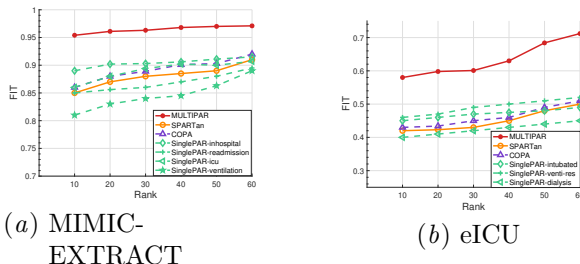 1
0.95
0.9
0.85
0.8
0.75
0.7
FIT
10 20 30 40 50 60
Rank
MULTIPAR
SPARTan
COPA
SinglePAR-inhospital
SinglePAR-readmission
SinglePAR-icu
SinglePAR-ventilation
(a) MIMIC-
EXTRACT
0.7
0.6
0.5
0.4
0.3
FIT
10 20 30 40 50 60
Rank
MULTIPAR
SPARTan
COPA
SinglePAR-intubated
SinglePAR-venti-res
SinglePAR-dialysis
(b) eICU